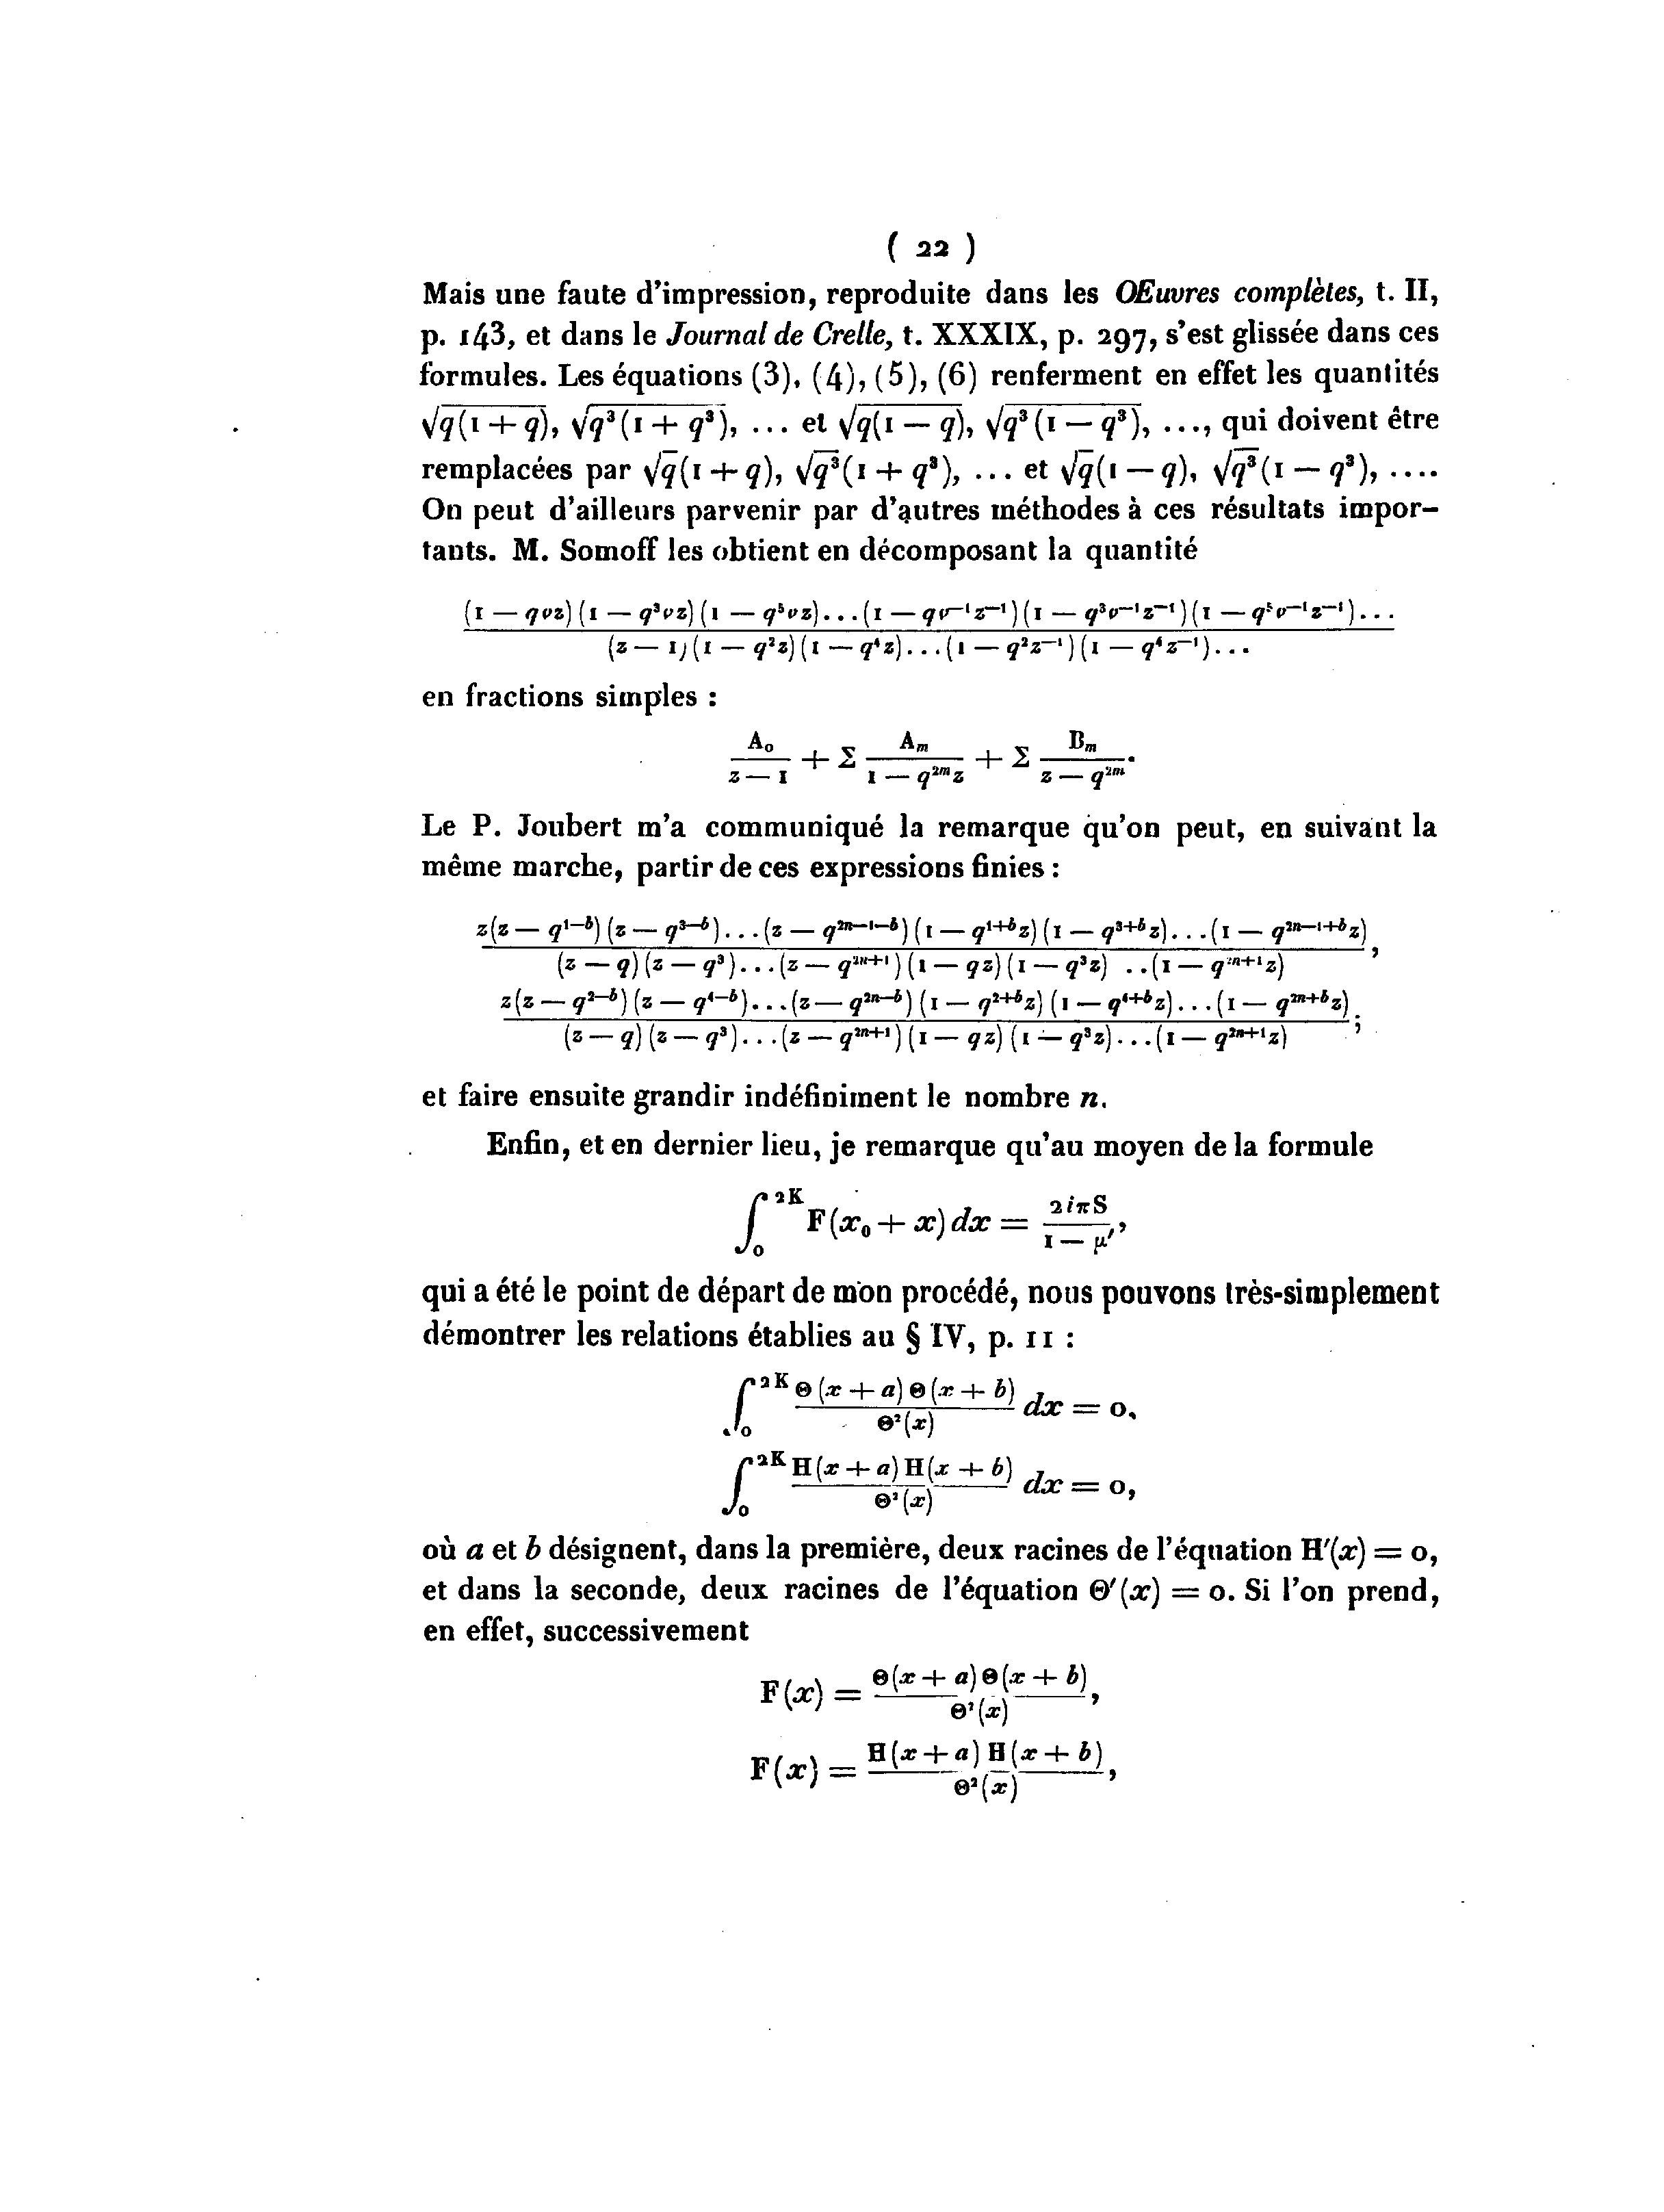 ( 22 )
Mais une faute d'impression, reproduite dans les OEuvres complètes, t. II,
p. 143, et dans le Journal de Crelle, t. XXXIX, p. 297, s'est glissée dans ces
formules. Les équations (3), (4), (5), (6) renferment en effet les quantités
$\sqrt{q(1+q)}$, $\sqrt{q^3(1+q^3)}$, ... et $\sqrt{q(1-q)}$, $\sqrt{q^3(1-q^3)}$, ..., qui doivent être
remplacées par $\sqrt{q}(1+q)$, $\sqrt{q^3}(1+q^3)$, ... et $\sqrt{q}(1-q)$, $\sqrt{q^3}(1-q^3)$, ....
On peut d'ailleurs parvenir par d'autres méthodes à ces résultats impor-
tants. M. Somoff les obtient en décomposant la quantité
$\frac{(1-qvz)(1-q^3vz)(1-q^5vz)...(1-qv^{-1}z^{-1})(1-q^3v^{-1}z^{-1})(1-q^5v^{-1}z^{-1})...}{(z-1)(1-q^2z)(1-q^4z)...(1-q^2z^{-1})(1-q^4z^{-1})...}$
en fractions simples :
$\frac{A_0}{z-1} + \Sigma \frac{A_m}{1-q^{2m}z} + \Sigma \frac{B_m}{z-q^{2m}}.$
Le P. Joubert m'a communiqué la remarque qu'on peut, en suivant la
même marche, partir de ces expressions finies :
$\frac{z(z-q^{1-b})(z-q^{3-b})...(z-q^{2n-1-b})(1-q^{1+b}z)(1-q^{3+b}z)...(1-q^{2n-1+b}z)}{(z-q)(z-q^3)...(z-q^{2n+1})(1-qz)(1-q^3z)..(1-q^{2n+1}z)},$
$\frac{z(z-q^{2-b})(z-q^{4-b})...(z-q^{2n-b})(1-q^{2+b}z)(1-q^{4+b}z)...(1-q^{2n+b}z)}{(z-q)(z-q^3)...(z-q^{2n+1})(1-qz)(1-q^3z)...(1-q^{2n+1}z)};$
et faire ensuite grandir indéfiniment le nombre n.
Enfin, et en dernier lieu, je remarque qu'au moyen de la formule
$\int_0^{2K} F(x_0+x)\,dx = \frac{2i\pi S}{1-\mu'},$
qui a été le point de départ de mon procédé, nous pouvons très-simplement
démontrer les relations établies au § IV, p. 11 :
$\int_0^{2K} \frac{\Theta(x+a)\Theta(x+b)}{\Theta^2(x)}\,dx = 0,$
$\int_0^{2K} \frac{H(x+a)H(x+b)}{\Theta^2(x)}\,dx = 0,$
où a et b désignent, dans la première, deux racines de l'équation H′(x) = 0,
et dans la seconde, deux racines de l'équation Θ′(x) = 0. Si l'on prend,
en effet, successivement
$F(x) = \frac{\Theta(x+a)\Theta(x+b)}{\Theta^2(x)},$
$F(x) = \frac{H(x+a)H(x+b)}{\Theta^2(x)},$